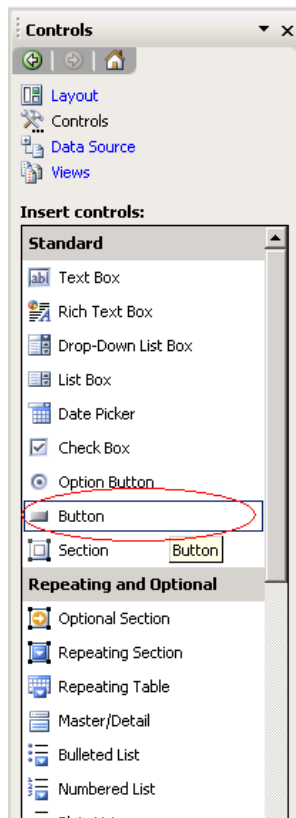 Controls
Layout
Controls
Data Source
Views
Insert controls:
Standard
Text Box
Rich Text Box
Drop-Down List Box
List Box
Date Picker
Check Box
Option Button
Button
Section Button
Repeating and Optional
Optional Section
Repeating Section
Repeating Table
Master/Detail
Bulleted List
Numbered List